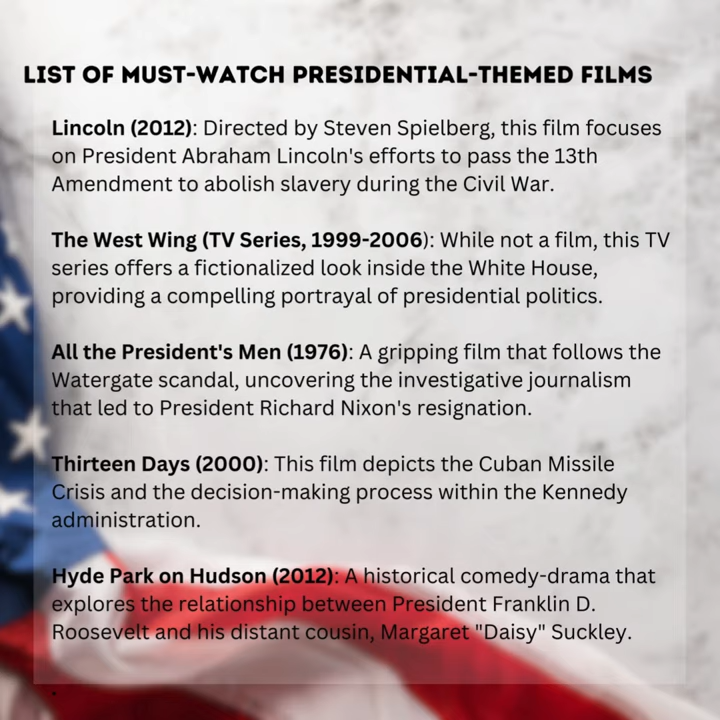 LIST OF MUST-WATCH PRESIDENTIAL-THEMED FILMS
Lincoln (2012): Directed by Steven Spielberg, this film focuses
on President Abraham Lincoln's efforts to pass the 13th
Amendment to abolish slavery during the Civil War.
The West Wing (TV Series, 1999-2006): While not a film, this TV
series offers a fictionalized look inside the White House,
providing a compelling portrayal of presidential politics.
All the President's Men (1976): A gripping film that follows the
Watergate scandal, uncovering the investigative journalism
that led to President Richard Nixon's resignation.
Thirteen Days (2000): This film depicts the Cuban Missile
Crisis and the decision-making process within the Kennedy
administration.
Hyde Park on Hudson (2012): A historical comedy-drama that
explores the relationship between President Franklin D.
Roosevelt and his distant cousin, Margaret "Daisy" Suckley.
.